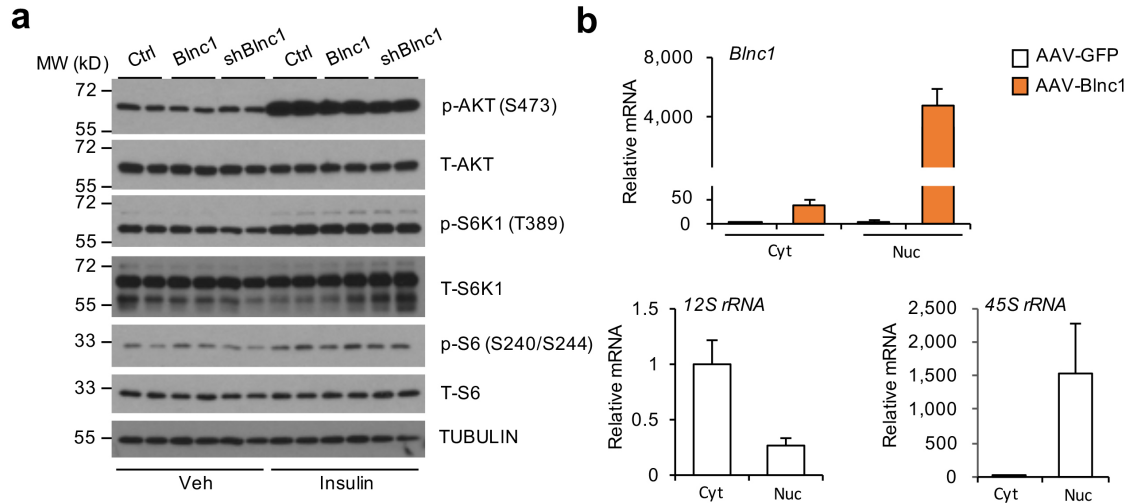 a
MW (kD)
Ctrl
Blnc1
shBlnc1
Ctrl
Blnc1
shBlnc1
72
55
p-AKT (S473)
72
55
T-AKT
72
55
p-S6K1 (T389)
72
55
T-S6K1
33
p-S6 (S240/S244)
33
T-S6
55
TUBULIN
Veh
Insulin
b
Blnc1
AAV-GFP
AAV-Blnc1
Relative mRNA
8,000
4,000
50
0
Cyt
Nuc
12S rRNA
Relative mRNA
1.5
1
0.5
0
Cyt
Nuc
45S rRNA
Relative mRNA
2,500
2,000
1,500
1,000
500
0
Cyt
Nuc